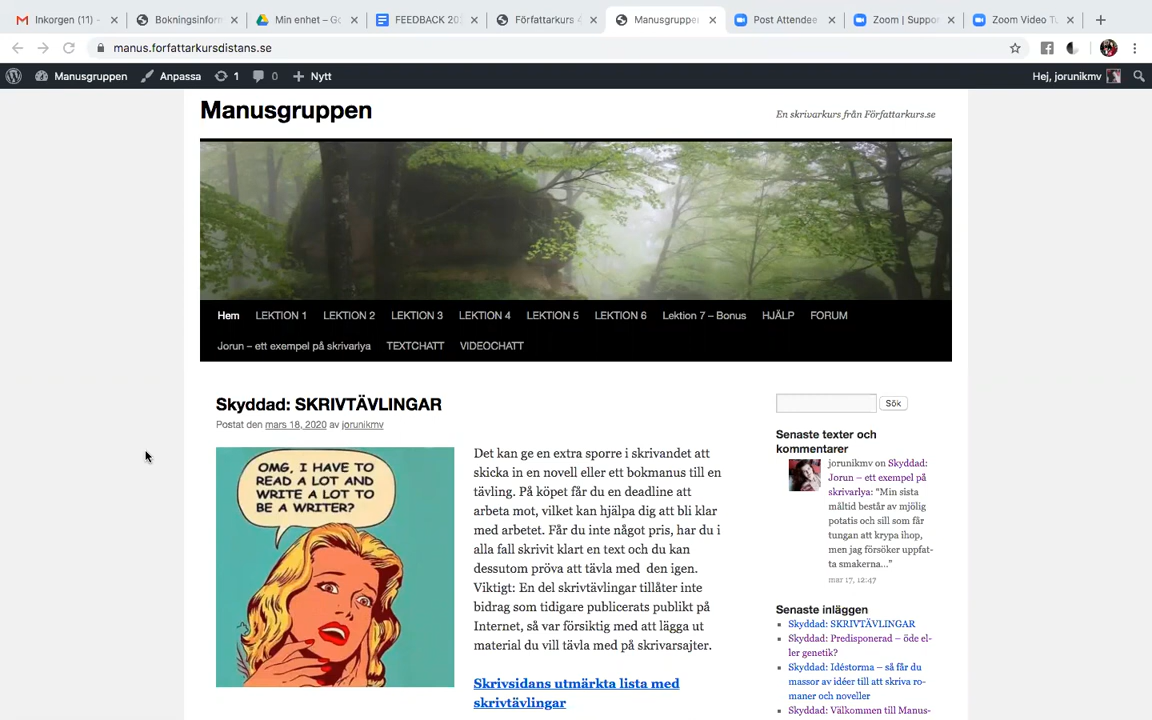 Inkorgen (11) -
Bokningsinforn
Min enhet – Go
FEEDBACK 202
Författarkurs 4
Manusgruppen
Post Attendee
Zoom | Suppo
Zoom Video Tu
manus.forfattarkursdistans.se
Manusgruppen
Anpassa
1
0
Nytt
Hej, jorunikmv
Manusgruppen
En skrivarkurs från Författarkurs.se
Hem LEKTION 1 LEKTION 2 LEKTION 3 LEKTION 4 LEKTION 5 LEKTION 6 Lektion 7 – Bonus HJÄLP FORUM
Jorun – ett exempel på skrivarlya TEXTCHATT VIDEOCHATT
Skyddad: SKRIVTÄVLINGAR
Postat den mars 18, 2020 av jorunikmv
OMG, I HAVE TO
READ A LOT AND
WRITE A LOT TO
BE A WRITER?
Det kan ge en extra sporre i skrivandet att
skicka in en novell eller ett bokmanus till en
tävling. På köpet får du en deadline att
arbeta mot, vilket kan hjälpa dig att bli klar
med arbetet. Får du inte något pris, har du i
alla fall skrivit klart en text och du kan
dessutom pröva att tävla med den igen.
Viktigt: En del skrivtävlingar tillåter inte
bidrag som tidigare publicerats publikt på
Internet, så var försiktig med att lägga ut
material du vill tävla med på skrivarsajter.
Skrivsidans utmärkta lista med
skrivtävlingar
Sök
Senaste texter och
kommentarer
jorunikmv on Skyddad:
Jorun – ett exempel på
skrivarlya: "Min sista
måltid består av mjölig
potatis och sill som får
tungan att krypa ihop,
men jag försöker uppfat-
ta smakerna…"
mar 17, 12:47
Senaste inläggen
Skyddad: SKRIVTÄVLINGAR
Skyddad: Predisponerad – öde el-
ler genetik?
Skyddad: Idéstorma – så får du
massor av idéer till att skriva ro-
maner och noveller
Skyddad: Välkommen till Manus-